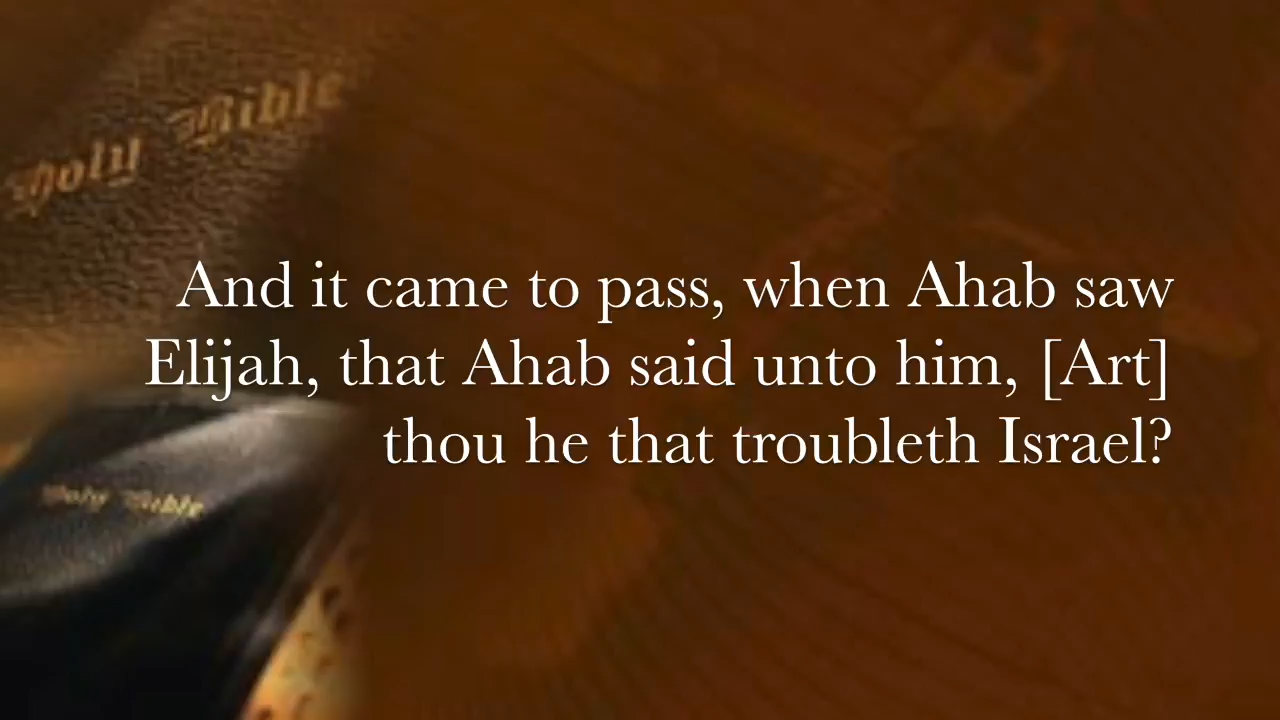 Holy Bible
And it came to pass, when Ahab saw
Elijah, that Ahab said unto him, [Art]
thou he that troubleth Israel?
Holy Bible